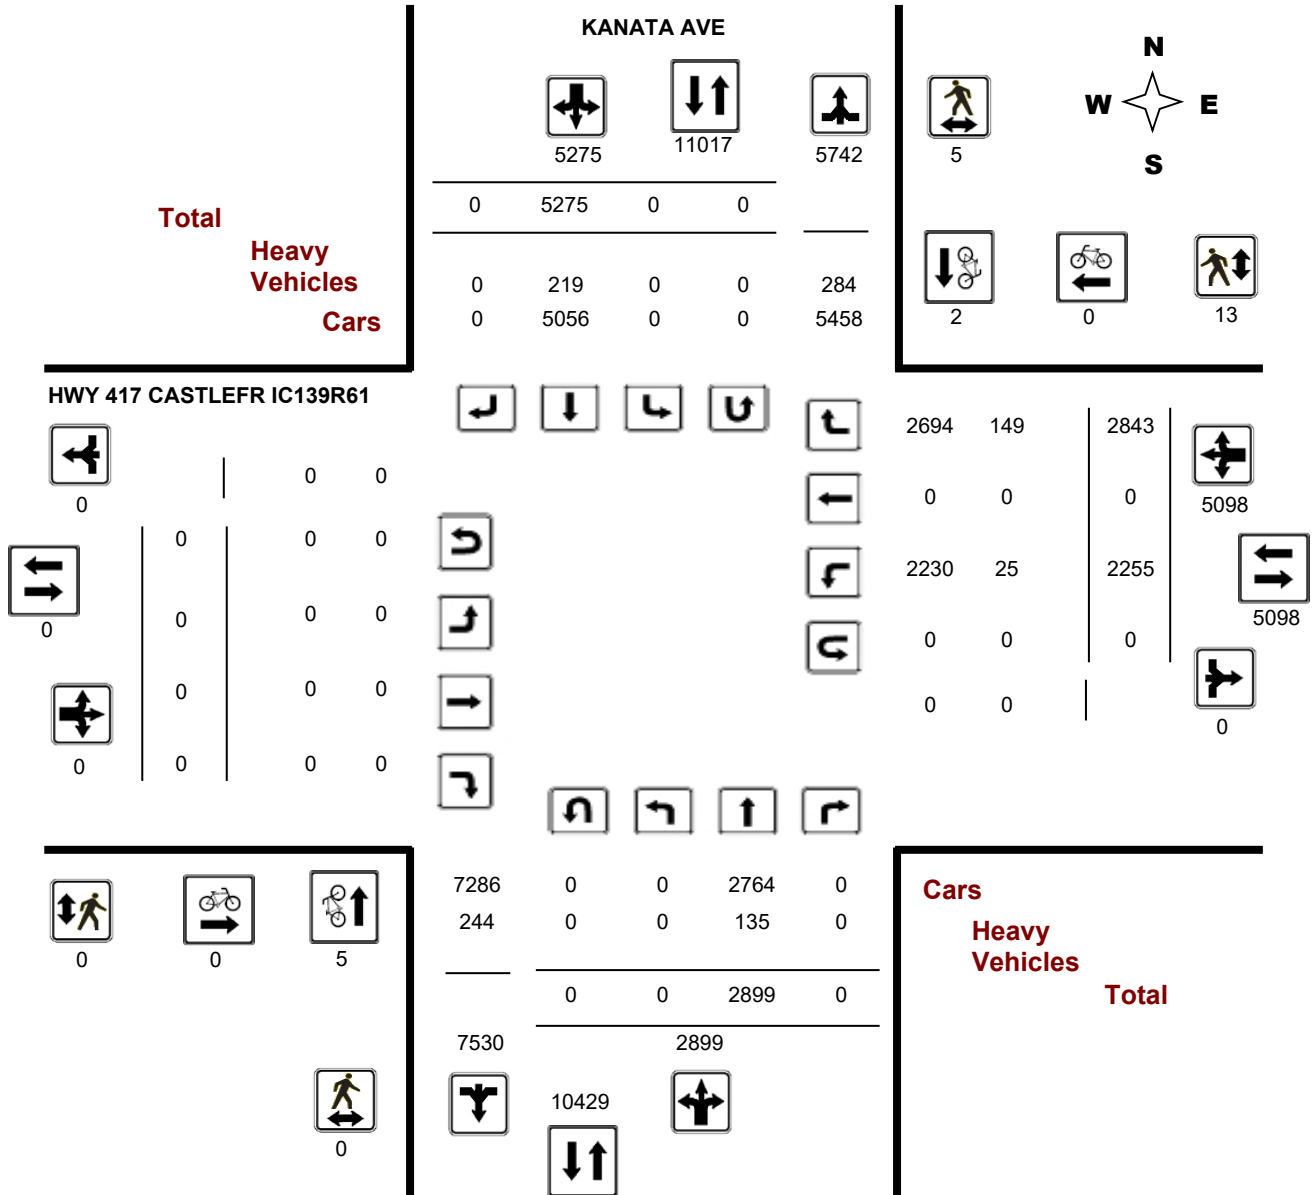 KANATA AVE
N
W E
S
5275 11017 5742 5
0 5275 0 0
Total
Heavy
Vehicles
0 219 0 0 284
Cars
0 5056 0 0 5458
2 0 13
HWY 417 CASTLEFR IC139R61
2694 149 2843
0 0 0
0
0 0 0
5098
0 0 0
2230 25 2255
0
5098
0 0 0
0 0 0
0 0 0
0 0
0
0 0 0
0
7286 0 0 2764 0
244 0 0 135 0
0 0 5
Cars
Heavy
Vehicles
Total
0 0 2899 0
7530 2899
10429
0